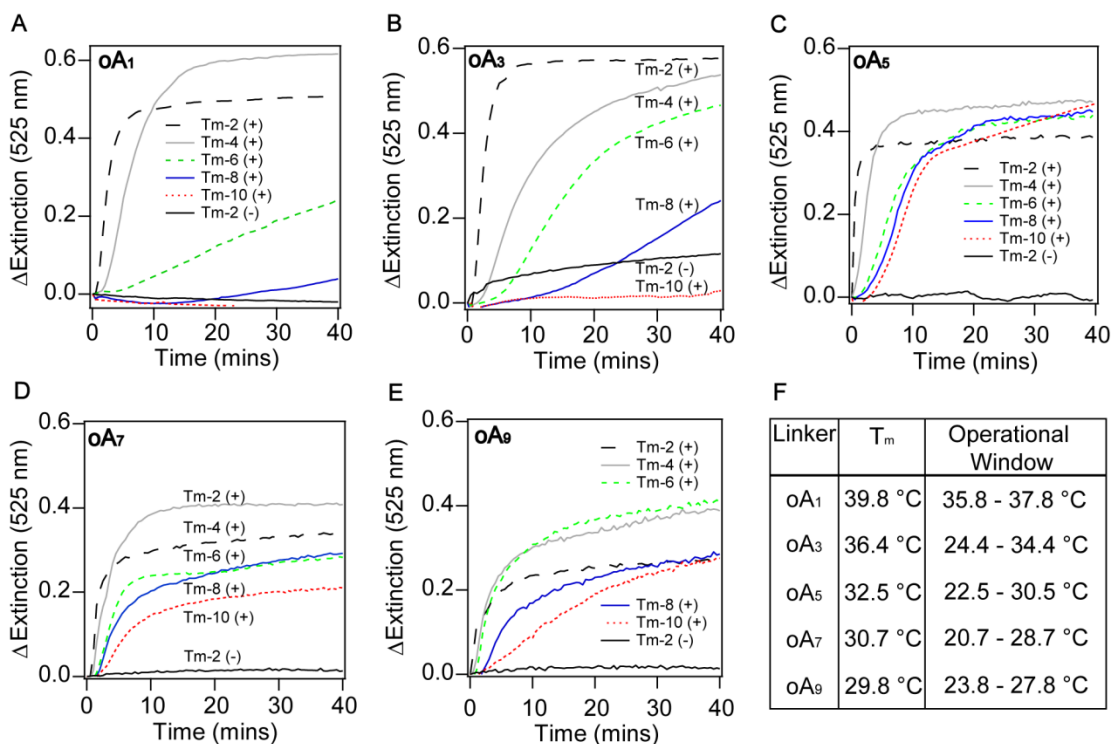 A
oA1
ΔExtinction (525 nm)
0.6
0.4
0.2
0.0
Tm-2 (+)
Tm-4 (+)
Tm-6 (+)
Tm-8 (+)
Tm-10 (+)
Tm-2 (-)
0 10 20 30 40
Time (mins)
B
oA3
ΔExtinction (525 nm)
0.6
0.4
0.2
0.0
Tm-2 (+)
Tm-4 (+)
Tm-6 (+)
Tm-8 (+)
Tm-2 (-)
Tm-10 (+)
0 10 20 30 40
Time (mins)
C
oA5
ΔExtinction (525 nm)
0.6
0.4
0.2
0.0
Tm-2 (+)
Tm-4 (+)
Tm-6 (+)
Tm-8 (+)
Tm-10 (+)
Tm-2 (-)
0 10 20 30 40
Time (mins)
D
oA7
ΔExtinction (525 nm)
0.6
0.4
0.2
0.0
Tm-2 (+)
Tm-4 (+)
Tm-6 (+)
Tm-8 (+)
Tm-10 (+)
Tm-2 (-)
0 10 20 30 40
Time (mins)
E
oA9
ΔExtinction (525 nm)
0.6
0.4
0.2
0.0
Tm-2 (+)
Tm-4 (+)
Tm-6 (+)
Tm-8 (+)
Tm-10 (+)
Tm-2 (-)
0 10 20 30 40
Time (mins)
F
Linker Tm Operational
Window
oA1 39.8 °C 35.8 - 37.8 °C
oA3 36.4 °C 24.4 - 34.4 °C
oA5 32.5 °C 22.5 - 30.5 °C
oA7 30.7 °C 20.7 - 28.7 °C
oA9 29.8 °C 23.8 - 27.8 °C